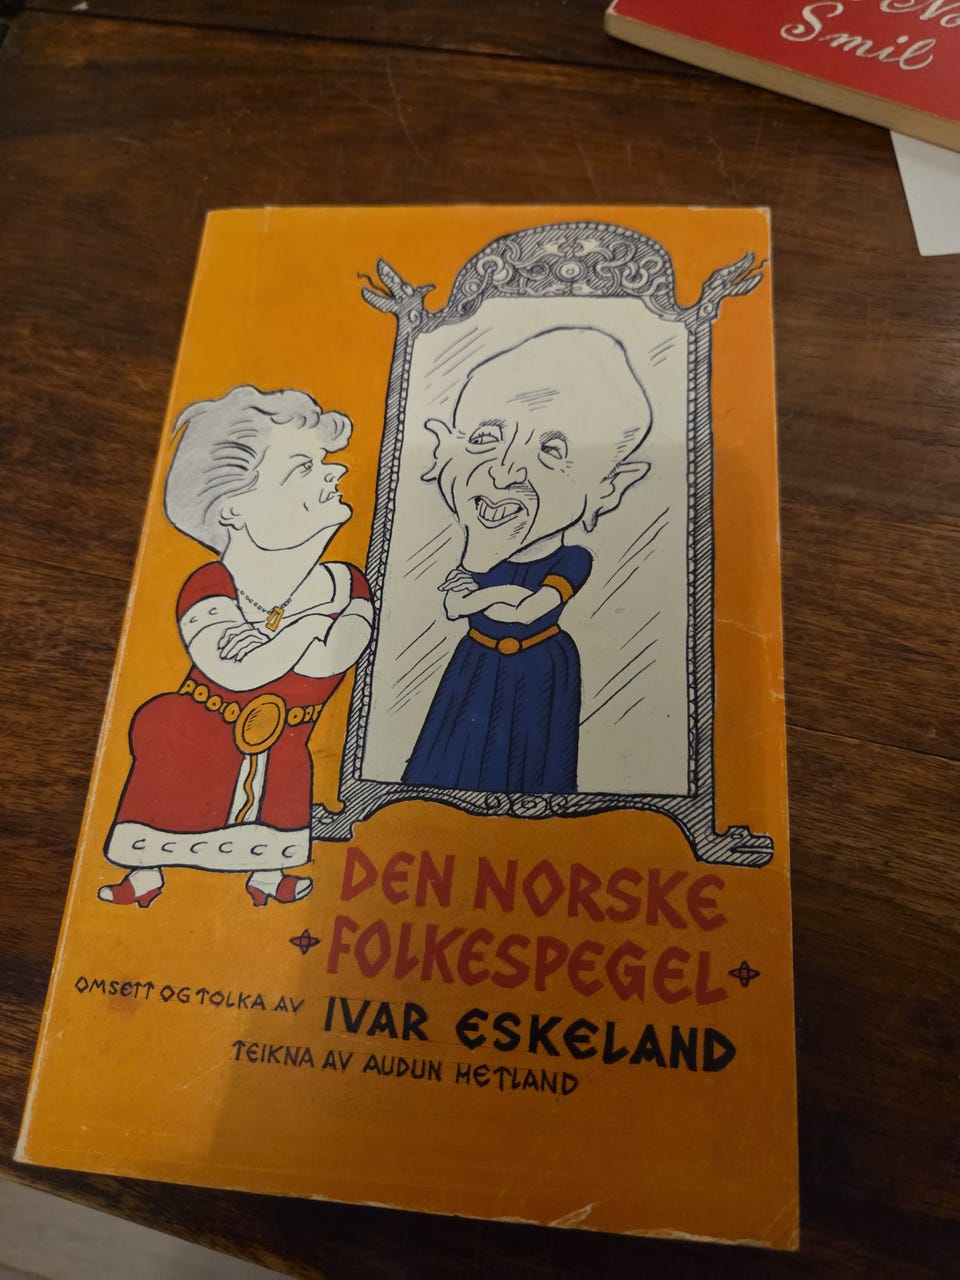 Smil
DEN NORSKE
FOLKESPEGEL
OMSETT OG TOLKA AV IVAR ESKELAND
TEIKNA AV AUDUN HETLAND